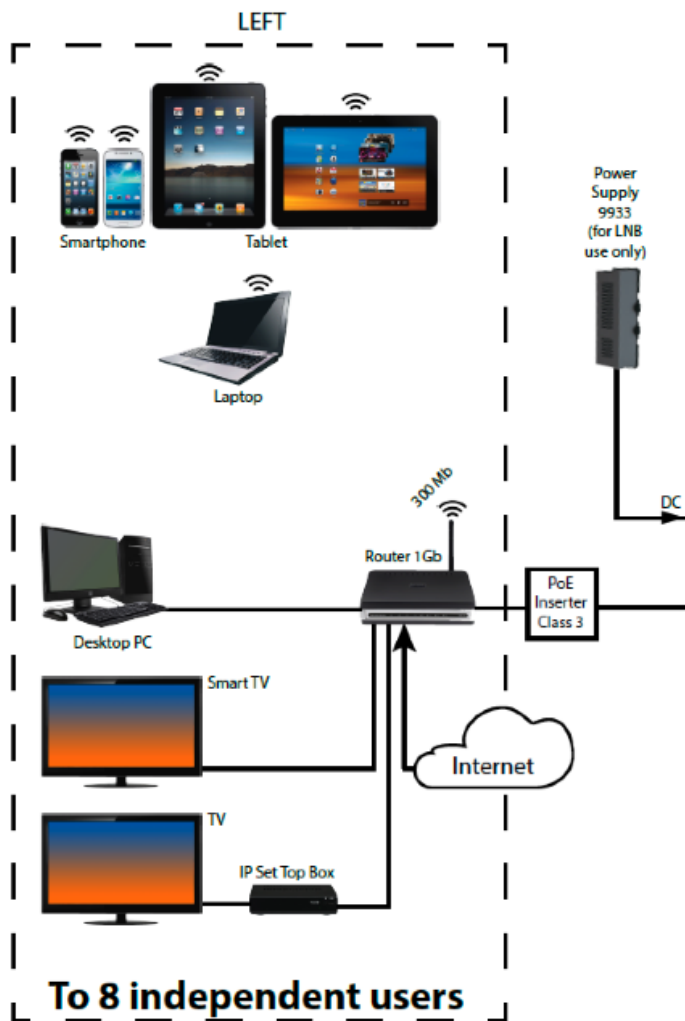 LEFT
Smartphone
Tablet
Laptop
Power
Supply
9933
(for LNB
use only)
DC
300 Mb
Router 1Gb
PoE
Inserter
Class 3
Desktop PC
Smart TV
Internet
TV
IP Set Top Box
To 8 independent users